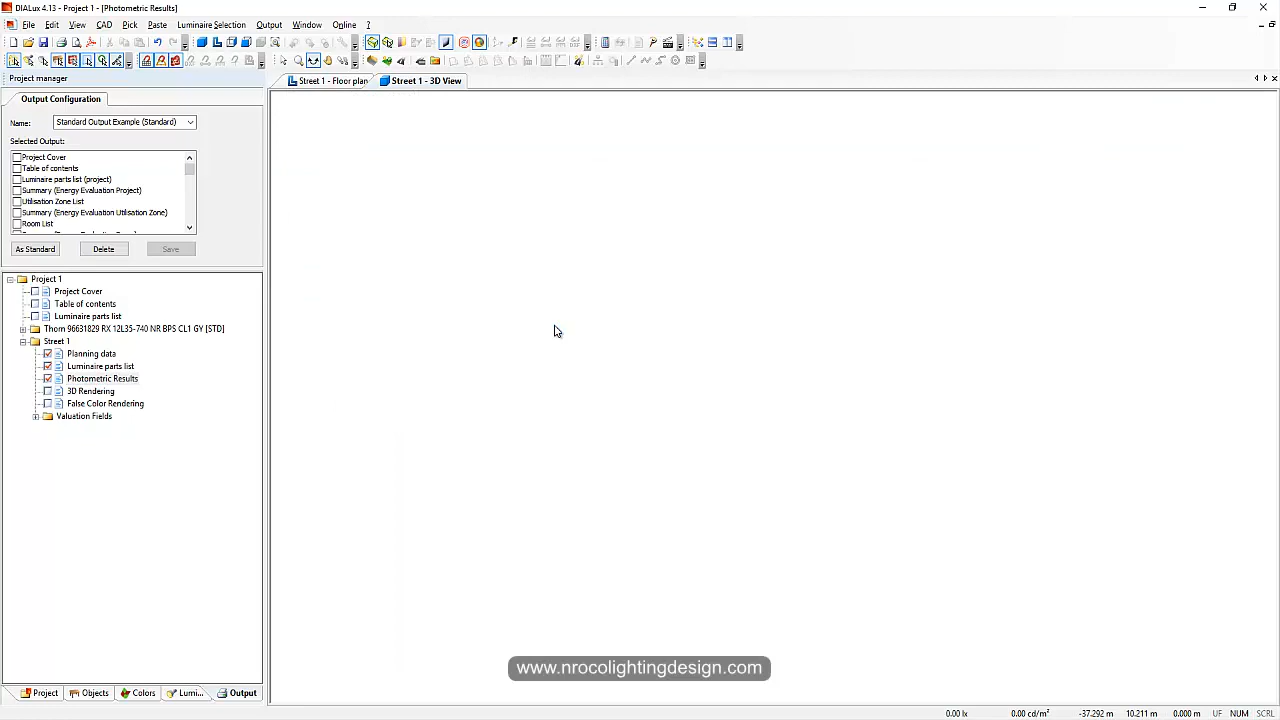 DIALux 4.13 - Project 1 - [Photometric Results]
File Edit View CAD Pick Paste Luminaire Selection Output Window Online ?
Project manager
Street 1 - Floor plan
Street 1 - 3D View
Output Configuration
Name: Standard Output Example (Standard)
Selected Output:
Project Cover
Table of contents
Luminaire parts list (project)
Summary (Energy Evaluation Project)
Utilisation Zone List
Summary (Energy Evaluation Utilisation Zone)
Room List
As Standard Delete Save
Project 1
Project Cover
Table of contents
Luminaire parts list
Thorn 96631829 RX 12L35-740 NR BPS CL1 GY [STD]
Street 1
Planning data
Luminaire parts list
Photometric Results
3D Rendering
False Color Rendering
Valuation Fields
www.nrocolightingdesign.com
Project Objects Colors Lumi... Output
0.00 lx 0.00 cd/m² -37.292 m 10.211 m 0.000 m UF NUM SCRL